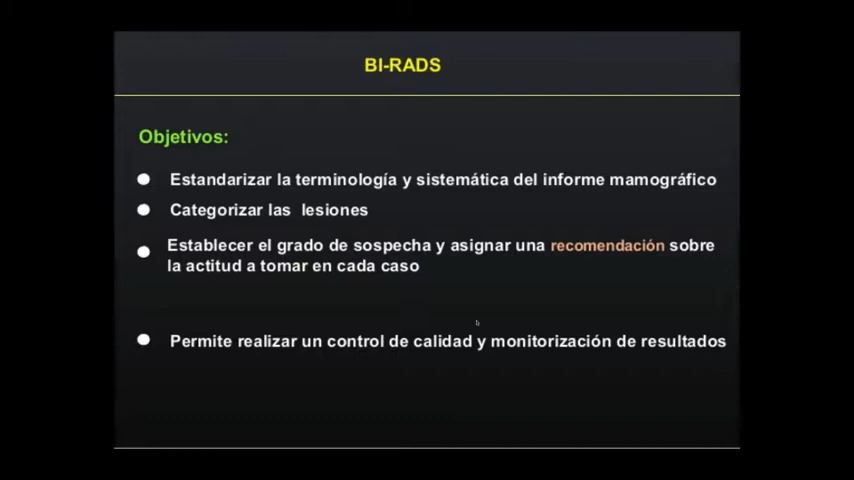 BI-RADS
Objetivos:
Estandarizar la terminología y sistemática del informe mamográfico
Categorizar las lesiones
Establecer el grado de sospecha y asignar una recomendación sobre
la actitud a tomar en cada caso
Permite realizar un control de calidad y monitorización de resultados